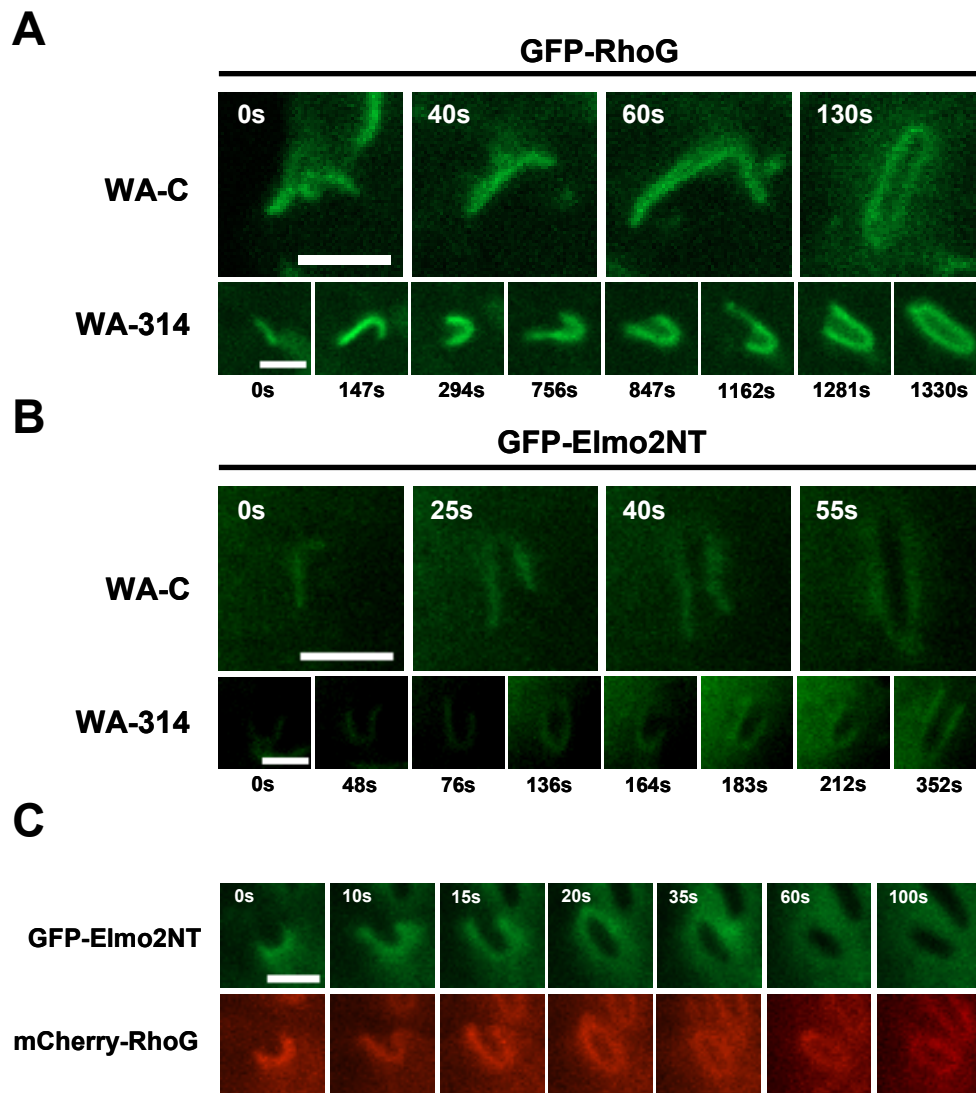 A
GFP-RhoG
WA-C
0s 40s 60s 130s
WA-314
0s 147s 294s 756s 847s 1162s 1281s 1330s
B
GFP-Elmo2NT
WA-C
0s 25s 40s 55s
WA-314
0s 48s 76s 136s 164s 183s 212s 352s
C
GFP-Elmo2NT
0s 10s 15s 20s 35s 60s 100s
mCherry-RhoG